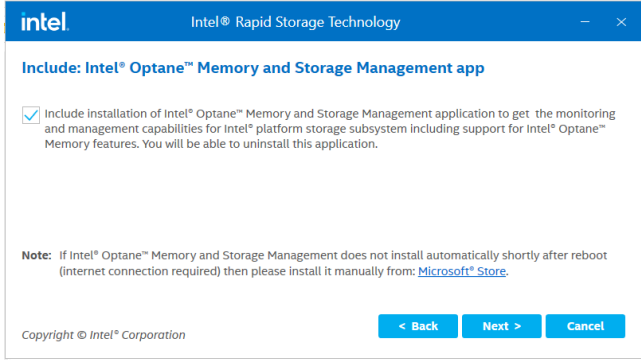 intel.
Intel® Rapid Storage Technology
Include: Intel® Optane™ Memory and Storage Management app
Include installation of Intel® Optane™ Memory and Storage Management application to get the monitoring
and management capabilities for Intel® platform storage subsystem including support for Intel® Optane™
Memory features. You will be able to uninstall this application.
Note: If Intel® Optane™ Memory and Storage Management does not install automatically shortly after reboot
(internet connection required) then please install it manually from: Microsoft® Store.
< Back Next > Cancel
Copyright © Intel® Corporation